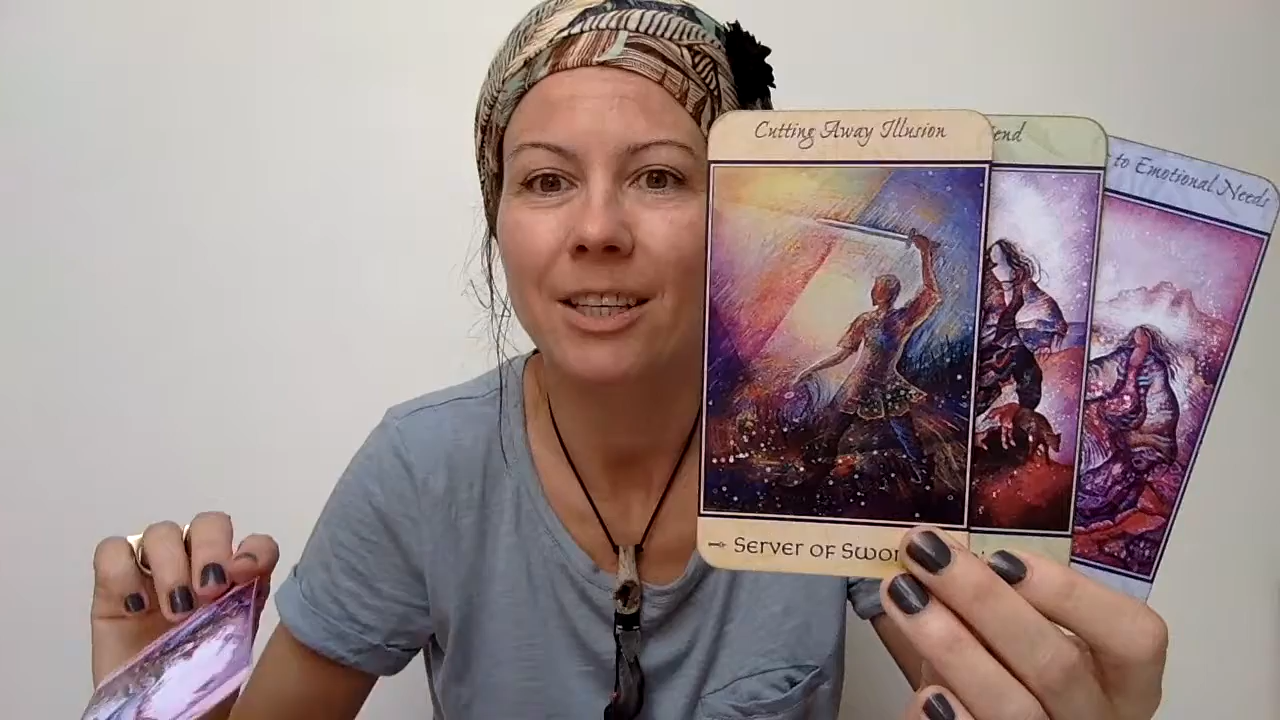 Cutting Away Illusion
end
to Emotional Needs
Server of Swor